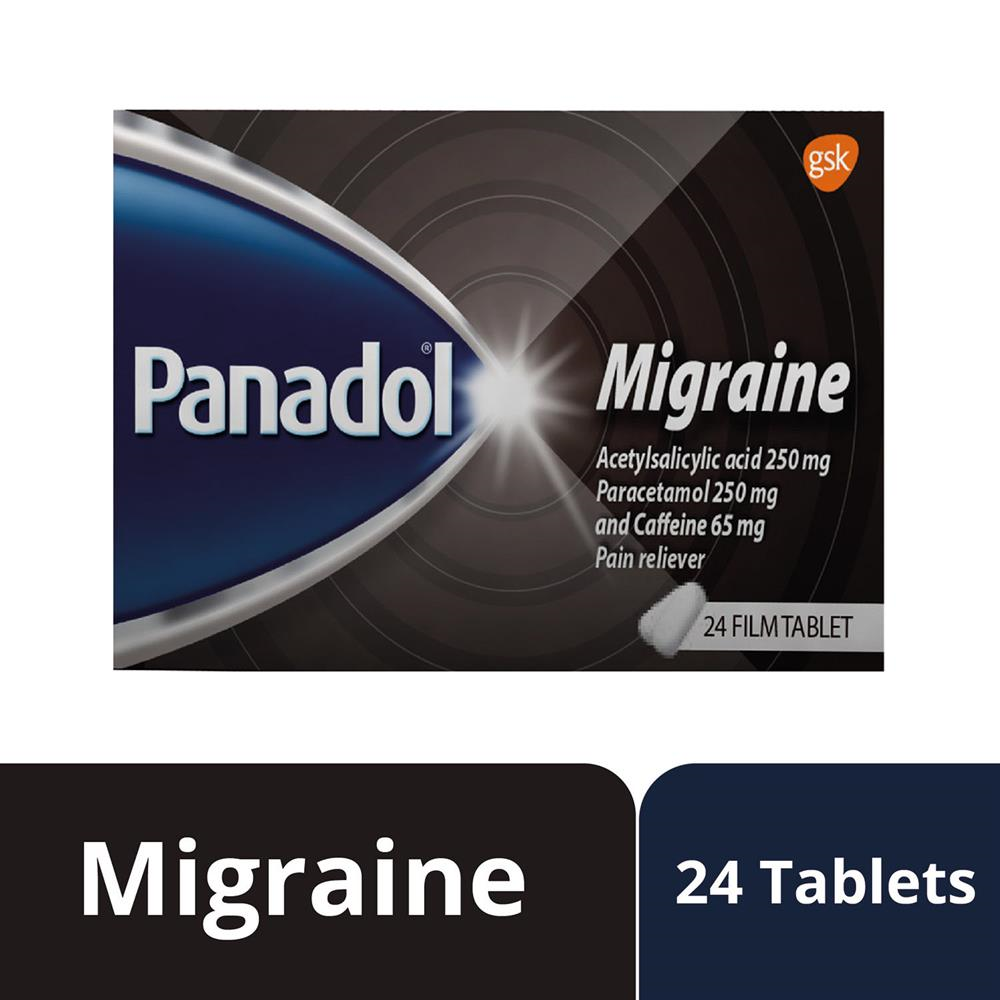 gsk
Panadol®
Migraine
Acetylsalicylic acid 250 mg
Paracetamol 250 mg
and Caffeine 65 mg
Pain reliever
24 FILM TABLET
Migraine
24 Tablets